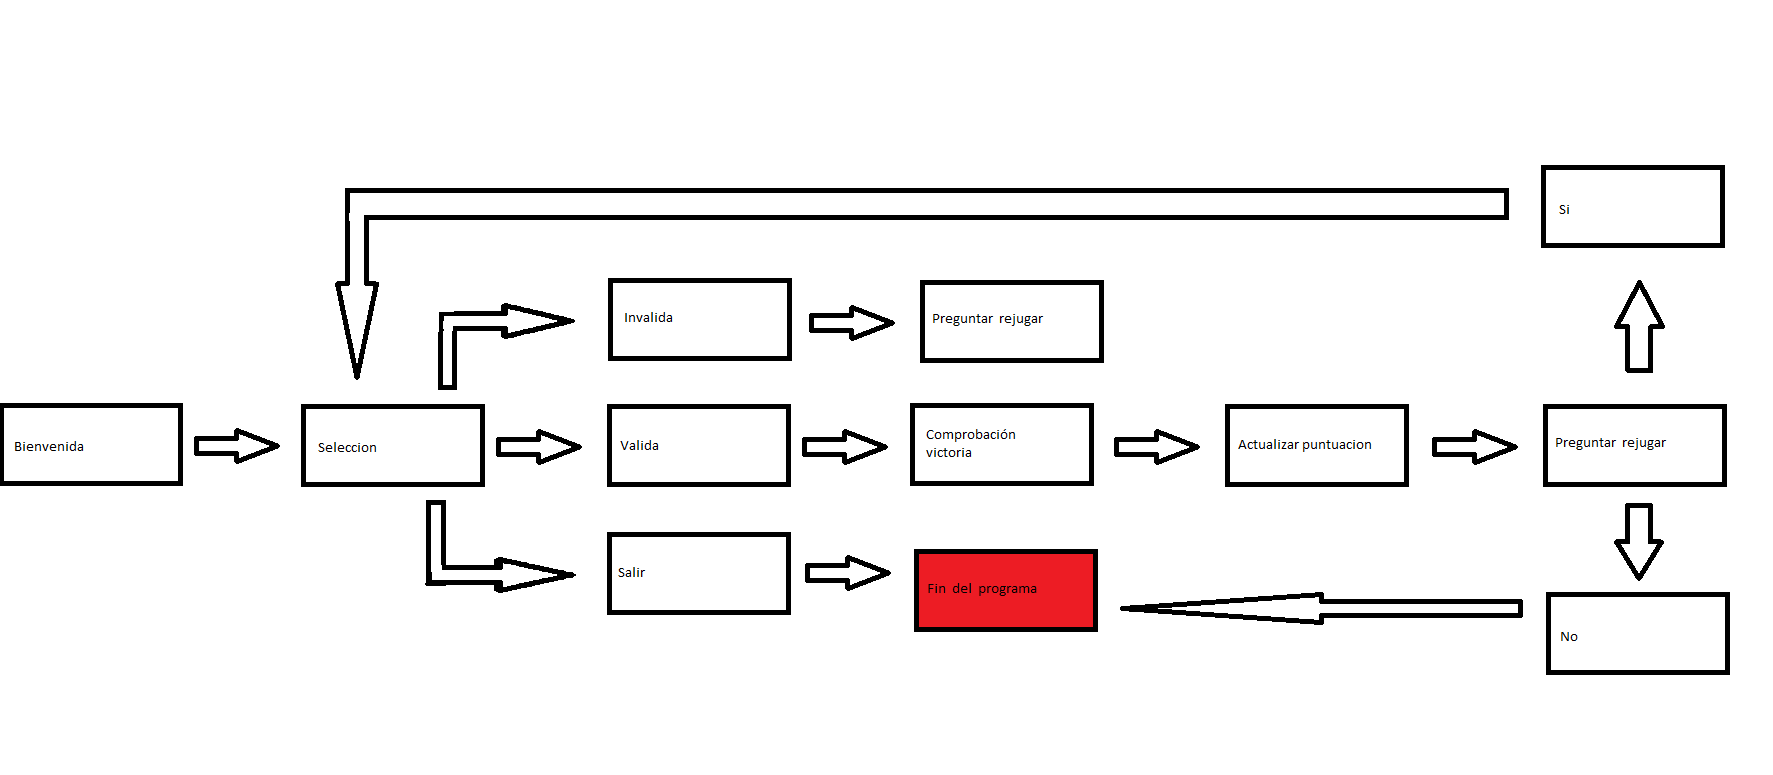 Si
Invalida
Preguntar rejugar
Bienvenida
Seleccion
Valida
Comprobación
victoria
Actualizar puntuacion
Preguntar rejugar
Salir
Fin del programa
No